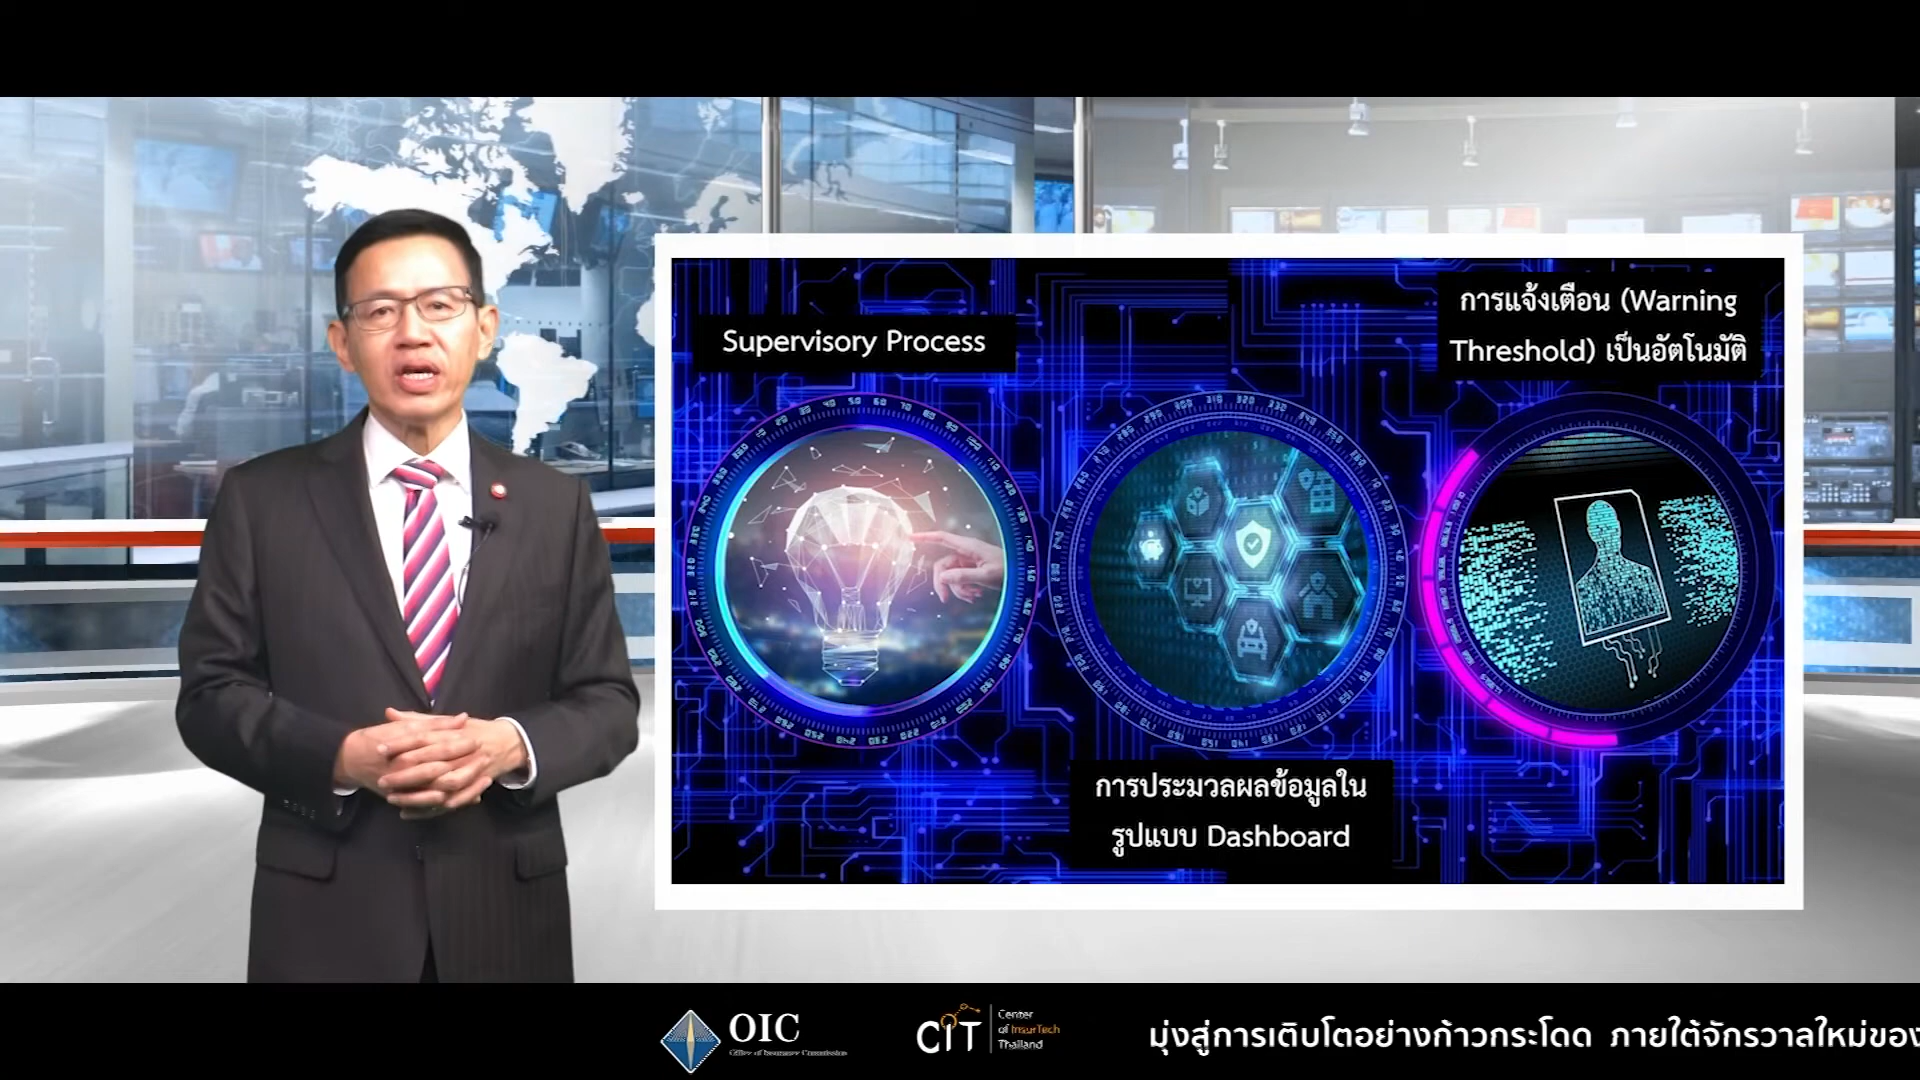 Supervisory Process
การแจ้งเตือน (Warning
Threshold) เป็นอัตโนมัติ
การประมวลผลข้อมูลใน
รูปแบบ Dashboard
OIC
Office of Insurance Commission
CIT
Center
of InsurTech
Thailand
มุ่งสู่การเติบโตอย่างก้าวกระโดด ภายใต้จักรวาลใหม่ของ